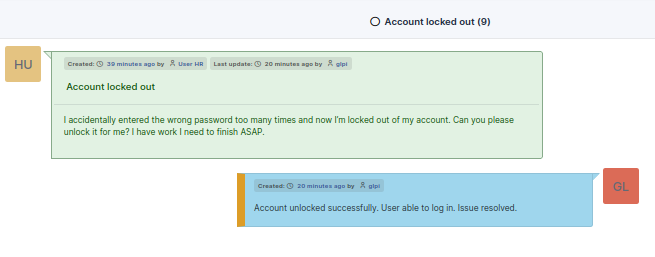 Account locked out (9)
HU
Created: 39 minutes ago by User HR Last update: 20 minutes ago by glpi
Account locked out
I accidentally entered the wrong password too many times and now I'm locked out of my account. Can you please
unlock it for me? I have work I need to finish ASAP.
Created: 20 minutes ago by glpi
GL
Account unlocked successfully. User able to log in. Issue resolved.